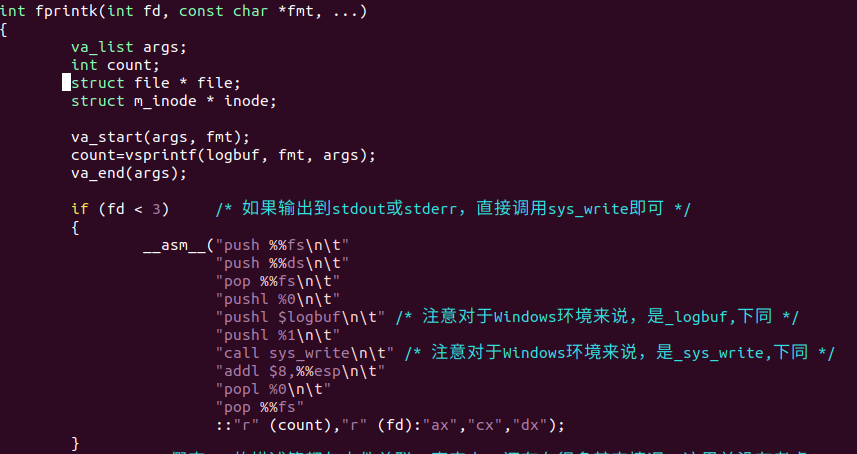 int fprintk(int fd, const char *fmt, ...)
{
va_list args;
int count;
struct file * file;
struct m_inode * inode;
va_start(args, fmt);
count=vsprintf(logbuf, fmt, args);
va_end(args);
if (fd < 3) /* 如果输出到stdout或stderr，直接调用sys_write即可 */
{
__asm__("push %%fs\n\t"
"push %%ds\n\t"
"pop %%fs\n\t"
"pushl %0\n\t"
"pushl $logbuf\n\t" /* 注意对于Windows环境来说，是_logbuf,下同 */
"pushl %1\n\t"
"call sys_write\n\t" /* 注意对于Windows环境来说，是_sys_write,下同 */
"addl $8,%%esp\n\t"
"popl %0\n\t"
"pop %%fs"
::"r" (count),"r" (fd):"ax","cx","dx");
}